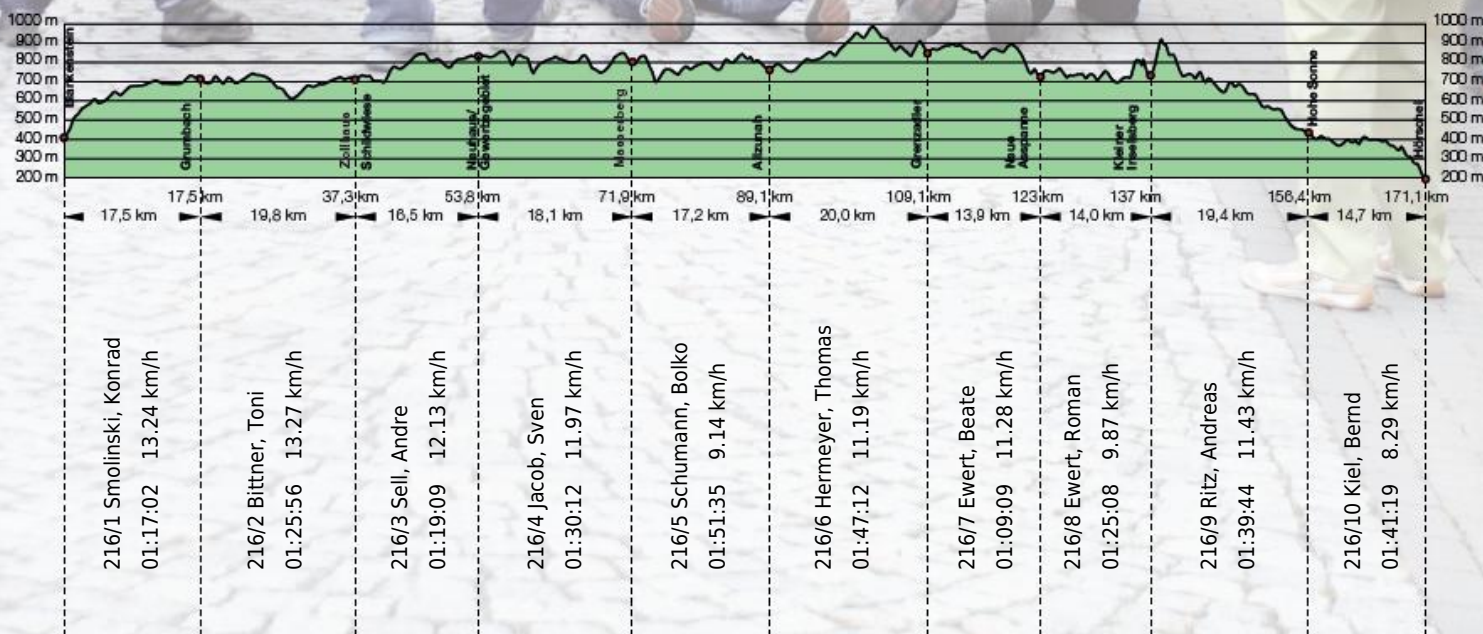 1000 m
900 m
800 m
700 m
600 m
500 m
400 m
300 m
200 m
1000 m
900 m
800 m
700 m
600 m
500 m
400 m
300 m
200 m
Blankenstein
Grumbach
Zollhaus
Schildwiese
Neuhaus/
Masserberg
Allzunah
Grenzadler
Neue
Ausspanne
Kleiner
Inselsberg
Hohe Sonne
Hörschel
17,5 km
37,3 km
53,8 km
71,9 km
89,1 km
109,1 km
123 km
137 km
156,4 km
171,1 km
17,5 km
19,8 km
16,5 km
18,1 km
17,2 km
20,0 km
13,9 km
14,0 km
19,4 km
14,7 km
216/1 Smolinski, Konrad
01:17:02 13.24 km/h
216/2 Bittner, Toni
01:25:56 13.27 km/h
216/3 Sell, Andre
01:19:09 12.13 km/h
216/4 Jacob, Sven
01:30:12 11.97 km/h
216/5 Schumann, Bolko
01:51:35 9.14 km/h
216/6 Hermeyer, Thomas
01:47:12 11.19 km/h
216/7 Ewert, Beate
01:09:09 11.28 km/h
216/8 Ewert, Roman
01:25:08 9.87 km/h
216/9 Ritz, Andreas
01:39:44 11.43 km/h
216/10 Kiel, Bernd
01:41:19 8.29 km/h